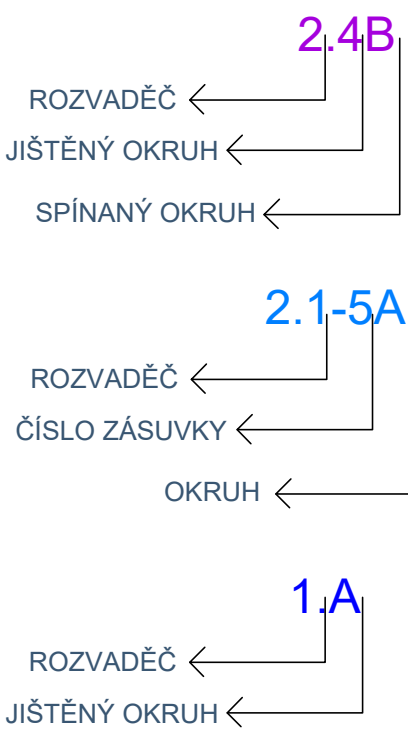 2.4B
ROZVADĚČ
JIŠTĚNÝ OKRUH
SPÍNANÝ OKRUH
2.1-5A
ROZVADĚČ
ČÍSLO ZÁSUVKY
OKRUH
1.A
ROZVADĚČ
JIŠTĚNÝ OKRUH